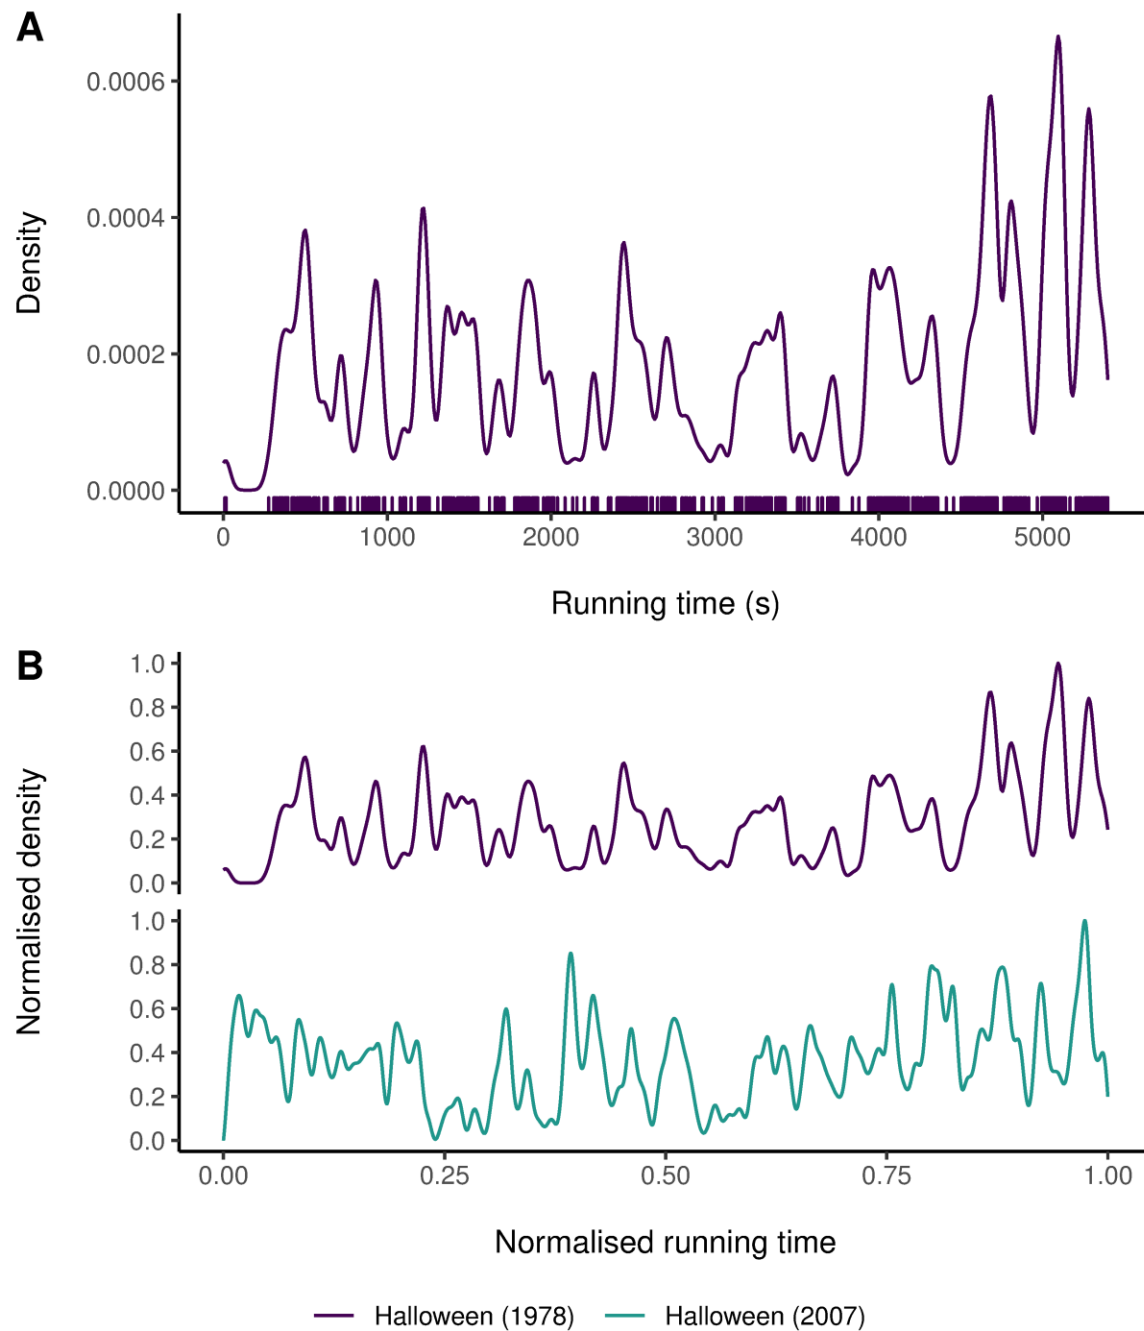 A
Density
0.0006
0.0004
0.0002
0.0000
0 1000 2000 3000 4000 5000
Running time (s)
B
Normalised density
1.0
0.8
0.6
0.4
0.2
0.0
1.0
0.8
0.6
0.4
0.2
0.0
0.00 0.25 0.50 0.75 1.00
Normalised running time
Halloween (1978) Halloween (2007)